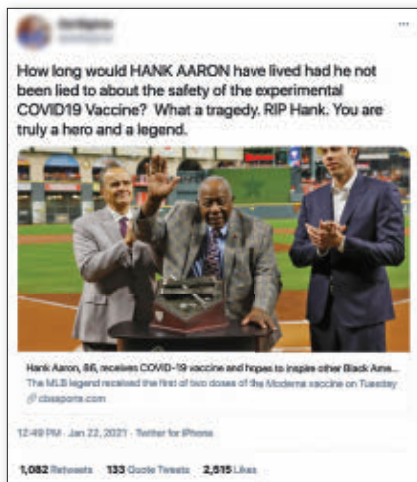 How long would HANK AARON have lived had he not
been lied to about the safety of the experimental
COVID19 Vaccine? What a tragedy. RIP Hank. You are
truly a hero and a legend.
Hank Aaron, 86, receives COVID-19 vaccine and hopes to inspire other Black Ame...
The MLB legend received the first of two doses of the Moderna vaccine on Tuesday
cbssports.com
12:49 PM · Jan 22, 2021 · Twitter for iPhone
1,082 Retweets 133 Quote Tweets 2,515 Likes